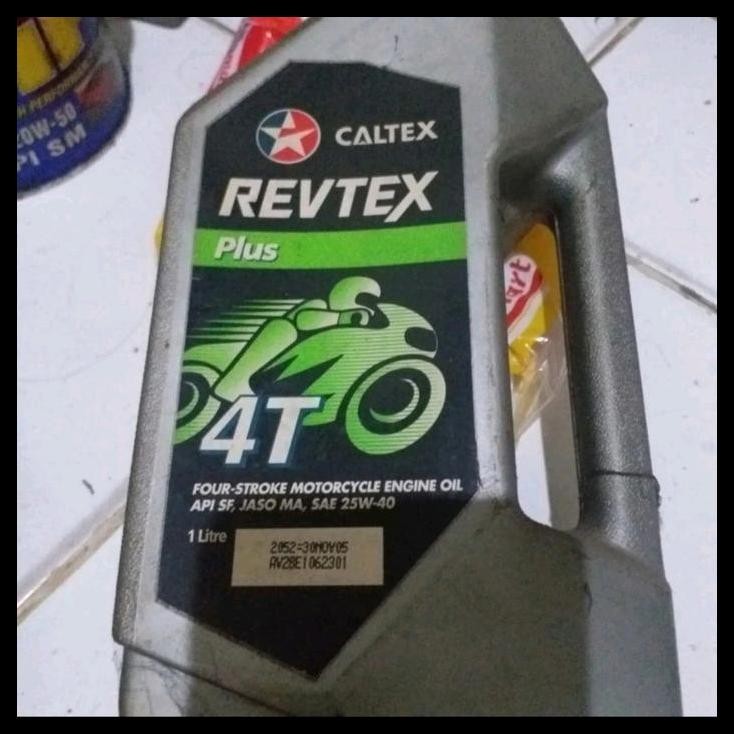 CALTEX
REVTEX
Plus
4T
FOUR-STROKE MOTORCYCLE ENGINE OIL
API SF, JASO MA, SAE 25W-40
1 Litre
2052=30NOV05
AV28E1062301
20W-50
API SM